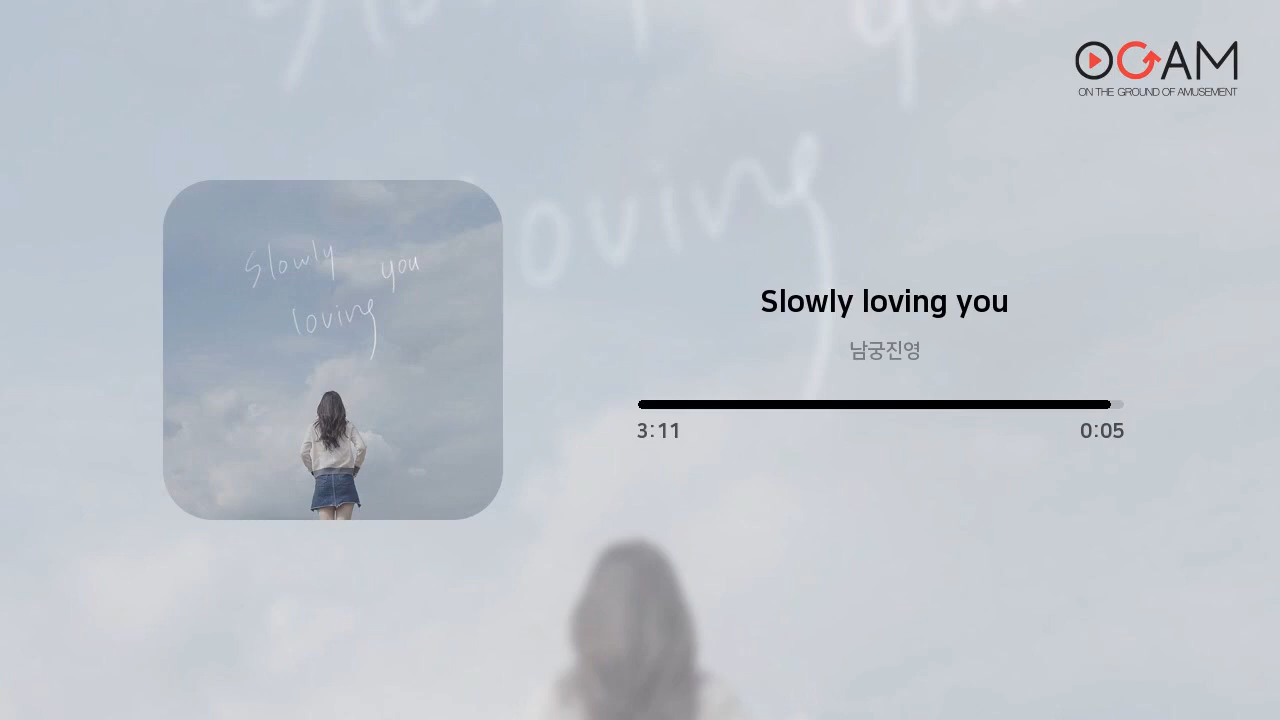 OGAM
ON THE GROUND OF AMUSEMENT
loving
Slowly you
loving
Slowly loving you
남궁진영
3:11 0:05